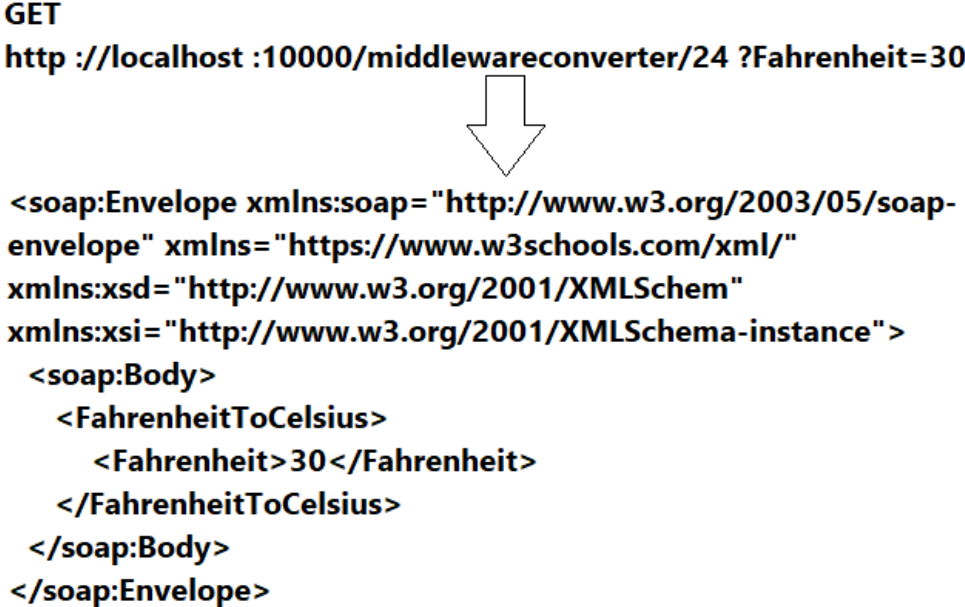 GET
http ://localhost :10000/middlewareconverter/24 ?Fahrenheit=30
<soap:Envelope xmlns:soap="http://www.w3.org/2003/05/soap-
envelope" xmlns="https://www.w3schools.com/xml/"
xmlns:xsd="http://www.w3.org/2001/XMLSchem"
xmlns:xsi="http://www.w3.org/2001/XMLSchema-instance">
<soap:Body>
<FahrenheitToCelsius>
<Fahrenheit>30</Fahrenheit>
</FahrenheitToCelsius>
</soap:Body>
</soap:Envelope>